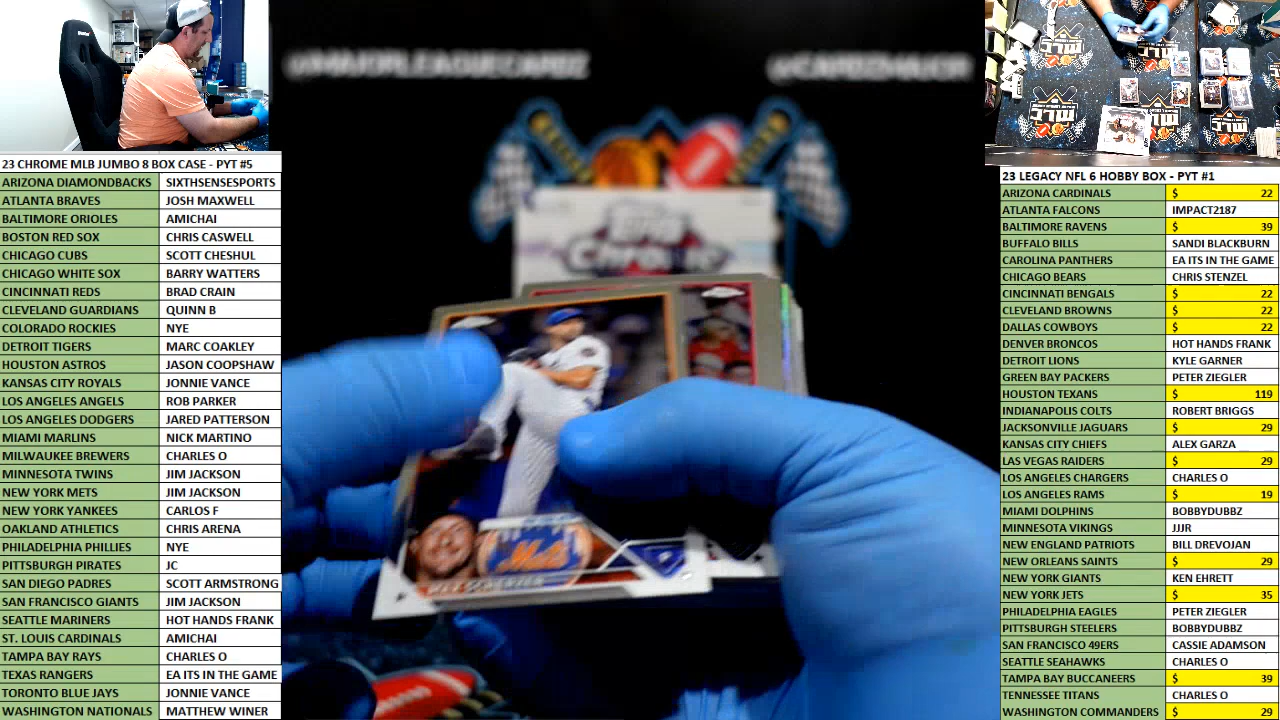 23 CHROME MLB JUMBO 8 BOX CASE - PYT #5
ARIZONA DIAMONDBACKS SIXTHSENSESPORTS
ATLANTA BRAVES JOSH MAXWELL
BALTIMORE ORIOLES AMICHAI
BOSTON RED SOX CHRIS CASWELL
CHICAGO CUBS SCOTT CHESHUL
CHICAGO WHITE SOX BARRY WATTERS
CINCINNATI REDS BRAD CRAIN
CLEVELAND GUARDIANS QUINN B
COLORADO ROCKIES NYE
DETROIT TIGERS MARC COAKLEY
HOUSTON ASTROS JASON COOPSHAW
KANSAS CITY ROYALS JONNIE VANCE
LOS ANGELES ANGELS ROB PARKER
LOS ANGELES DODGERS JARED PATTERSON
MIAMI MARLINS NICK MARTINO
MILWAUKEE BREWERS CHARLES O
MINNESOTA TWINS JIM JACKSON
NEW YORK METS JIM JACKSON
NEW YORK YANKEES CARLOS F
OAKLAND ATHLETICS CHRIS ARENA
PHILADELPHIA PHILLIES NYE
PITTSBURGH PIRATES JC
SAN DIEGO PADRES SCOTT ARMSTRONG
SAN FRANCISCO GIANTS JIM JACKSON
SEATTLE MARINERS HOT HANDS FRANK
ST. LOUIS CARDINALS AMICHAI
TAMPA BAY RAYS CHARLES O
TEXAS RANGERS EA ITS IN THE GAME
TORONTO BLUE JAYS JONNIE VANCE
WASHINGTON NATIONALS MATTHEW WINER
Topps
Chrome
Mets
23 LEGACY NFL 6 HOBBY BOX - PYT #1
ARIZONA CARDINALS $ 22
ATLANTA FALCONS IMPACT2187
BALTIMORE RAVENS $ 39
BUFFALO BILLS SANDI BLACKBURN
CAROLINA PANTHERS EA ITS IN THE GAME
CHICAGO BEARS CHRIS STENZEL
CINCINNATI BENGALS $ 22
CLEVELAND BROWNS $ 22
DALLAS COWBOYS $ 22
DENVER BRONCOS HOT HANDS FRANK
DETROIT LIONS KYLE GARNER
GREEN BAY PACKERS PETER ZIEGLER
HOUSTON TEXANS $ 119
INDIANAPOLIS COLTS ROBERT BRIGGS
JACKSONVILLE JAGUARS $ 29
KANSAS CITY CHIEFS ALEX GARZA
LAS VEGAS RAIDERS $ 29
LOS ANGELES CHARGERS CHARLES O
LOS ANGELES RAMS $ 19
MIAMI DOLPHINS BOBBYDUBBZ
MINNESOTA VIKINGS JJJR
NEW ENGLAND PATRIOTS BILL DREVOJAN
NEW ORLEANS SAINTS $ 29
NEW YORK GIANTS KEN EHRETT
NEW YORK JETS $ 35
PHILADELPHIA EAGLES PETER ZIEGLER
PITTSBURGH STEELERS BOBBYDUBBZ
SAN FRANCISCO 49ERS CASSIE ADAMSON
SEATTLE SEAHAWKS CHARLES O
TAMPA BAY BUCCANEERS $ 39
TENNESSEE TITANS CHARLES O
WASHINGTON COMMANDERS $ 29